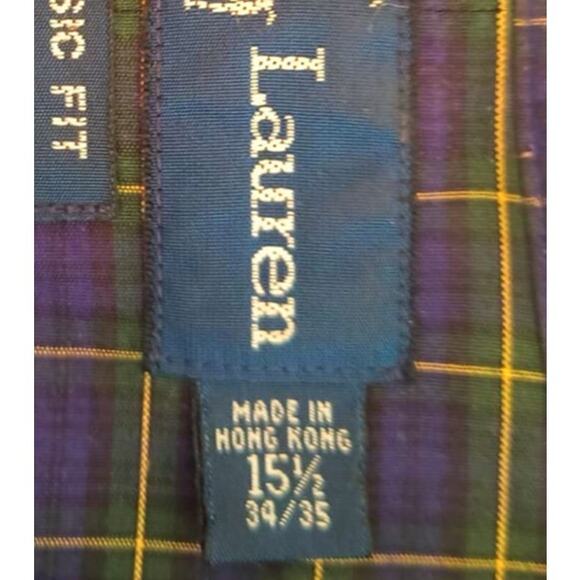 SIC FIT
Lauren
MADE IN
HONG KONG
15½
34/35